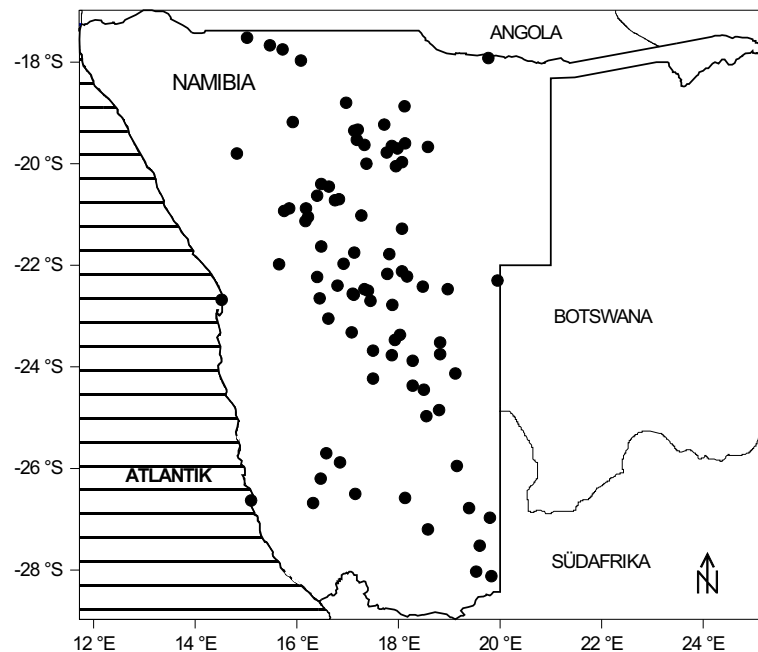 ANGOLA
-18 °S
NAMIBIA
-20 °S
-22 °S
BOTSWANA
-24 °S
-26 °S
ATLANTIK
SÜDAFRIKA
-28 °S
N
12 °E 14 °E 16 °E 18 °E 20 °E 22 °E 24 °E